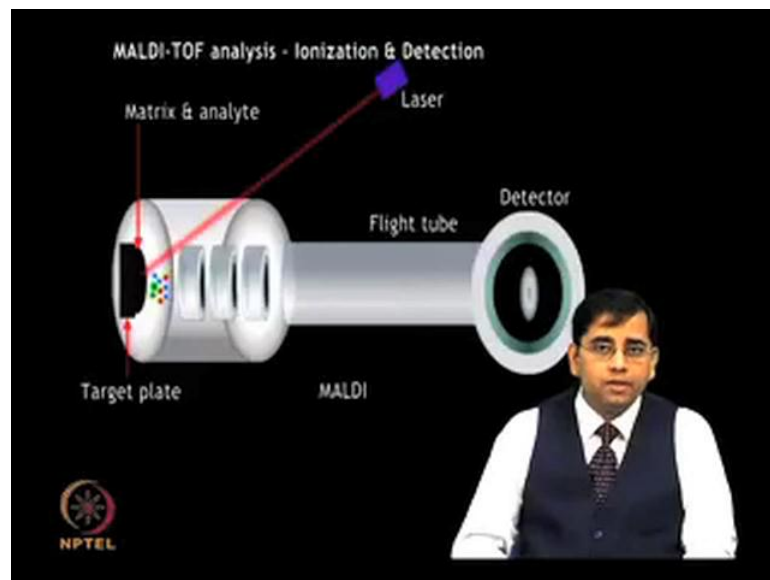 MALDI-TOF analysis - Ionization & Detection
Laser
Matrix & analyte
Detector
Flight tube
Target plate
MALDI
NPTEL